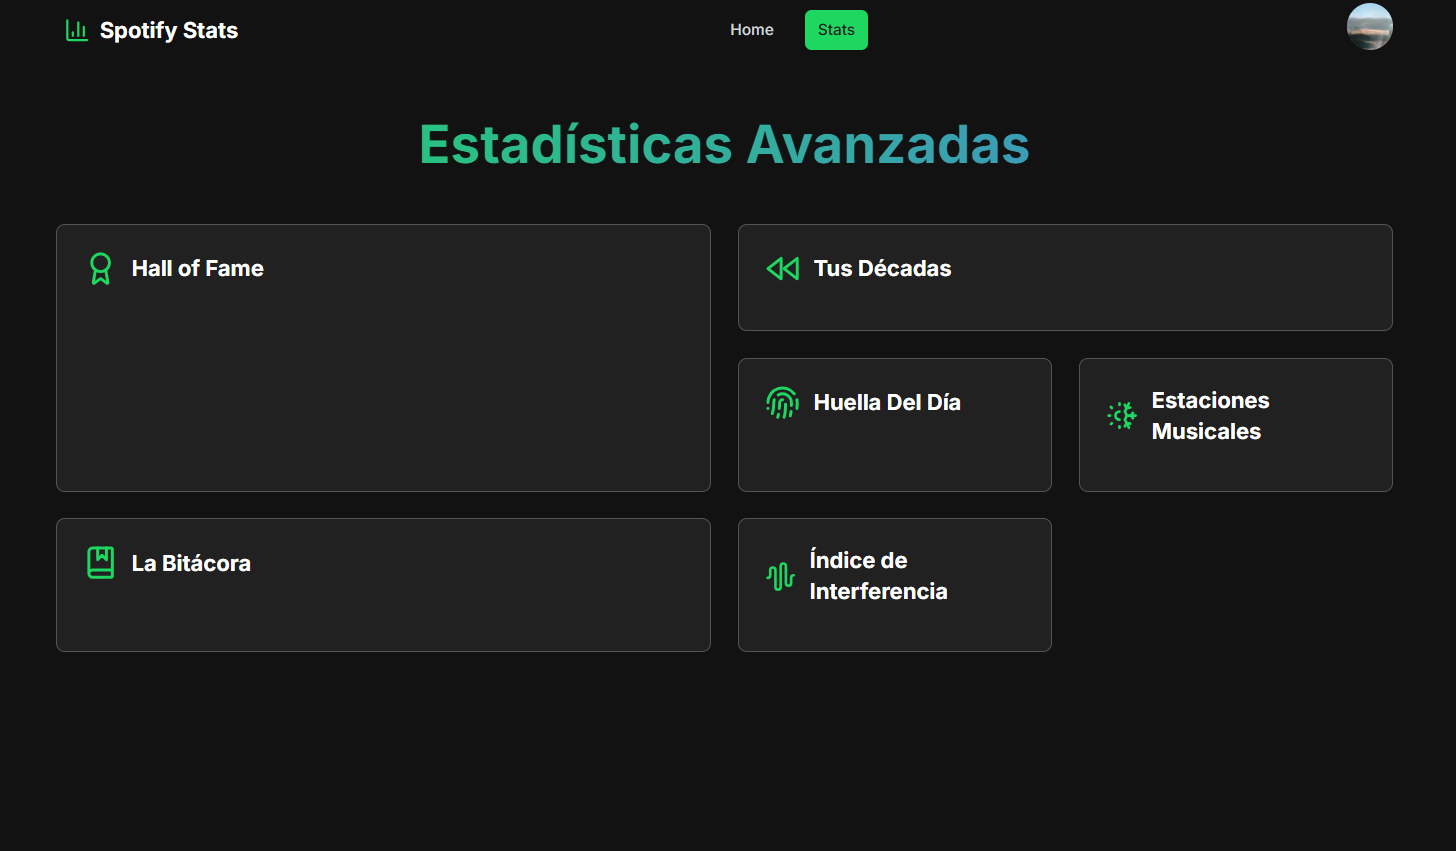 Spotify Stats
Home
Stats
Estadísticas Avanzadas
Hall of Fame
Tus Décadas
Huella Del Día
Estaciones
Musicales
La Bitácora
Índice de
Interferencia